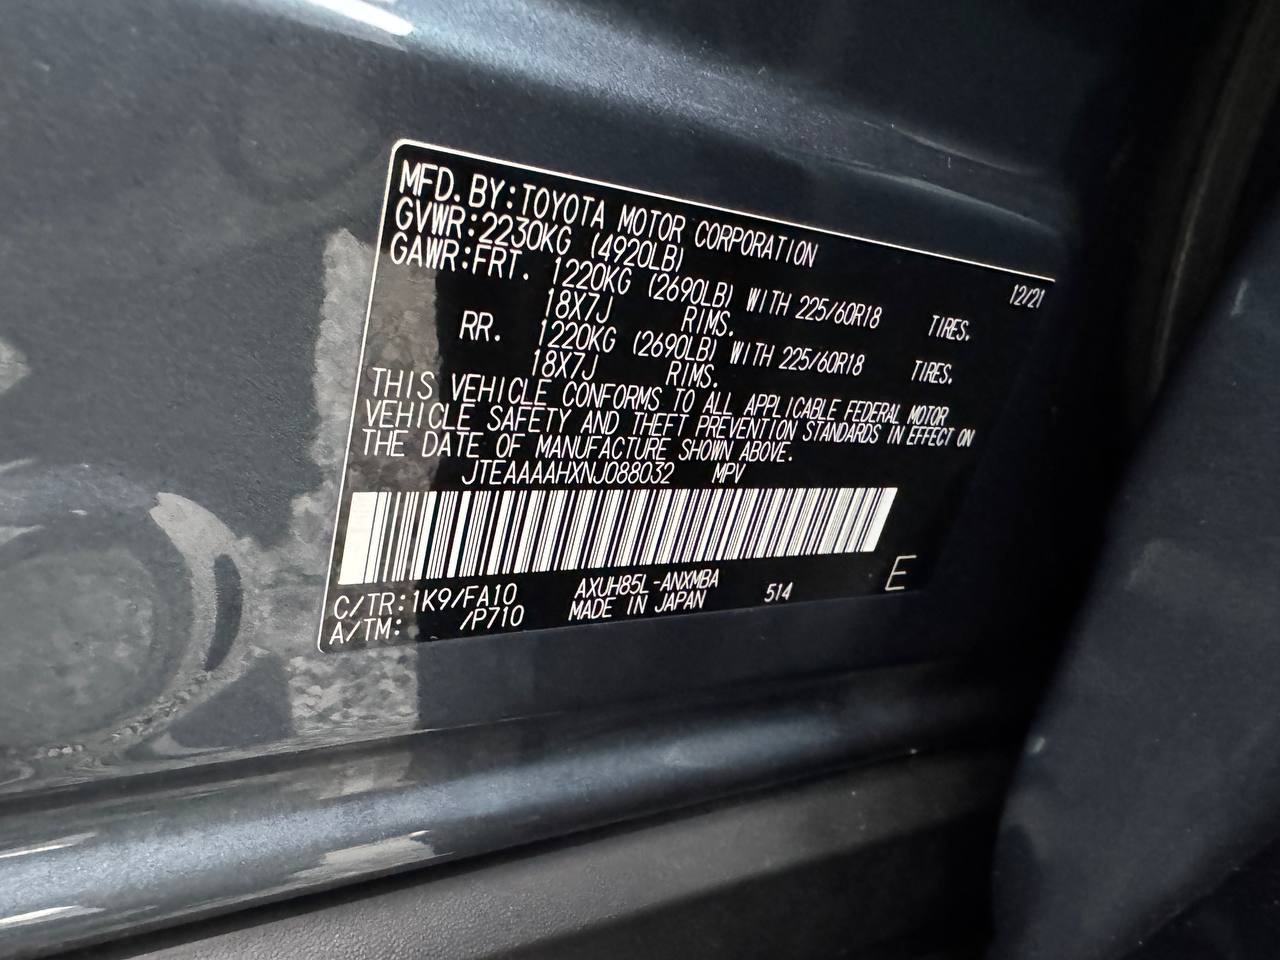 MFD. BY: TOYOTA MOTOR CORPORATION 12/21
GVWR: 2230KG (4920LB)
GAWR: FRT. 1220KG (2690LB) WITH 225/60R18 TIRES.
18X7J RIMS.
RR. 1220KG (2690LB) WITH 225/60R18 TIRES.
18X7J RIMS.
THIS VEHICLE CONFORMS TO ALL APPLICABLE FEDERAL MOTOR
VEHICLE SAFETY AND THEFT PREVENTION STANDARDS IN EFFECT ON
THE DATE OF MANUFACTURE SHOWN ABOVE.
JTEAAAAHXNJ088032 MPV
C/TR: 1K9/FA10 AXUH85L-ANXMBA 514 E
A/TM: /P710 MADE IN JAPAN